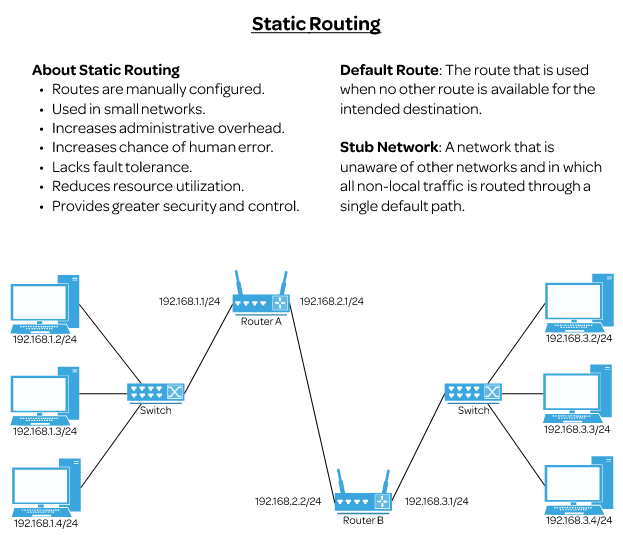 Static Routing
About Static Routing
• Routes are manually configured.
• Used in small networks.
• Increases administrative overhead.
• Increases chance of human error.
• Lacks fault tolerance.
• Reduces resource utilization.
• Provides greater security and control.
Default Route: The route that is used
when no other route is available for the
intended destination.
Stub Network: A network that is
unaware of other networks and in which
all non-local traffic is routed through a
single default path.
192.168.1.1/24
192.168.2.1/24
Router A
192.168.1.2/24
192.168.3.2/24
Switch
Switch
192.168.1.3/24
192.168.3.3/24
192.168.2.2/24
192.168.3.1/24
Router B
192.168.1.4/24
192.168.3.4/24